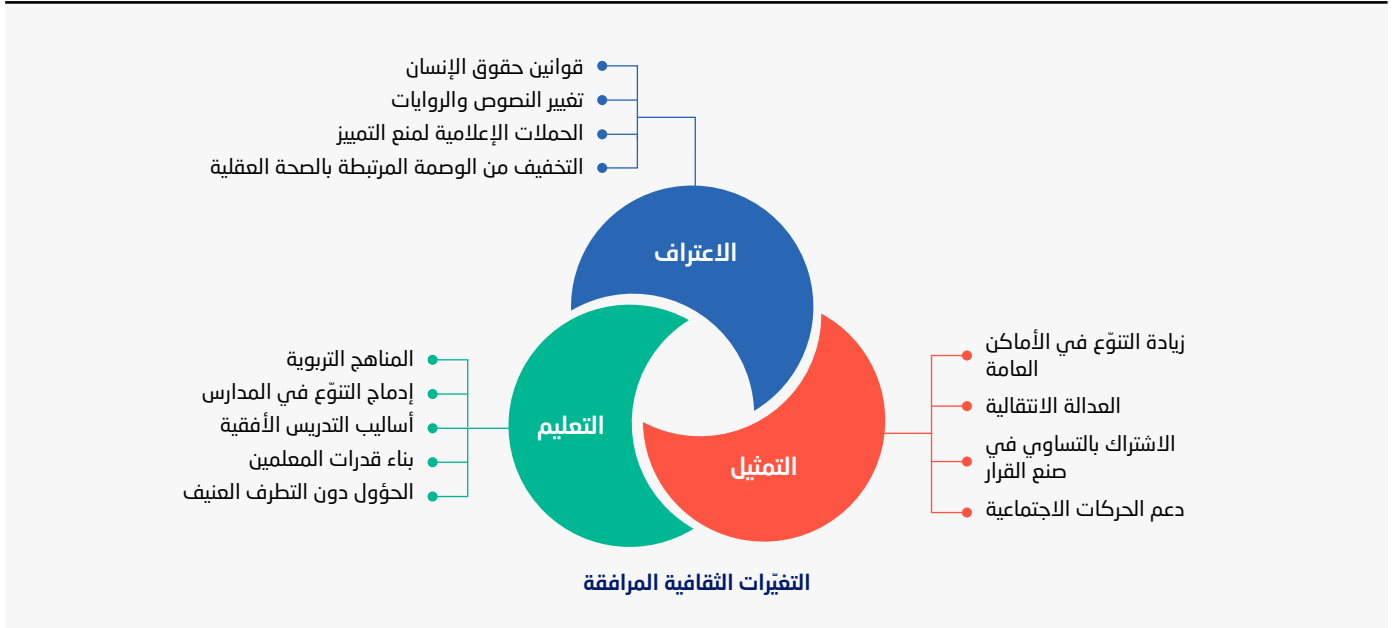 قوانين حقوق الإنسان
تغيير النصوص والروايات
الحملات الإعلامية لمنع التمييز
التخفيف من الوصمة المرتبطة بالصحة العقلية
الاعتراف
زيادة التنوّع في الأماكن
العامة
العدالة الانتقالية
الاشتراك بالتساوي في
صنع القرار
دعم الحركات الاجتماعية
التمثيل
المناهج التربوية
إدماج التنوّع في المدارس
أساليب التدريس الأفقية
بناء قدرات المعلمين
الحؤول دون التطرف العنيف
التعليم
التغيّرات الثقافية المرافقة